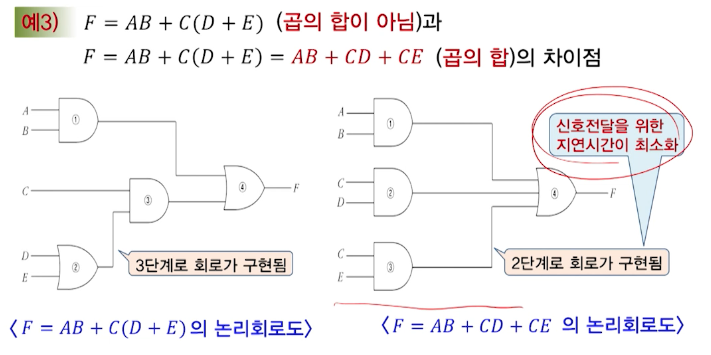 예3) F = AB + C(D + E) (곱의 합이 아님)과
F = AB + C(D + E) = AB + CD + CE (곱의 합)의 차이점
A
B
①
C
③
④
F
D
E
②
3단계로 회로가 구현됨
〈F = AB + C(D + E)의 논리회로도〉
A
B
①
신호전달을 위한
지연시간이 최소화
C
D
②
④
F
C
E
③
2단계로 회로가 구현됨
〈F = AB + CD + CE 의 논리회로도〉